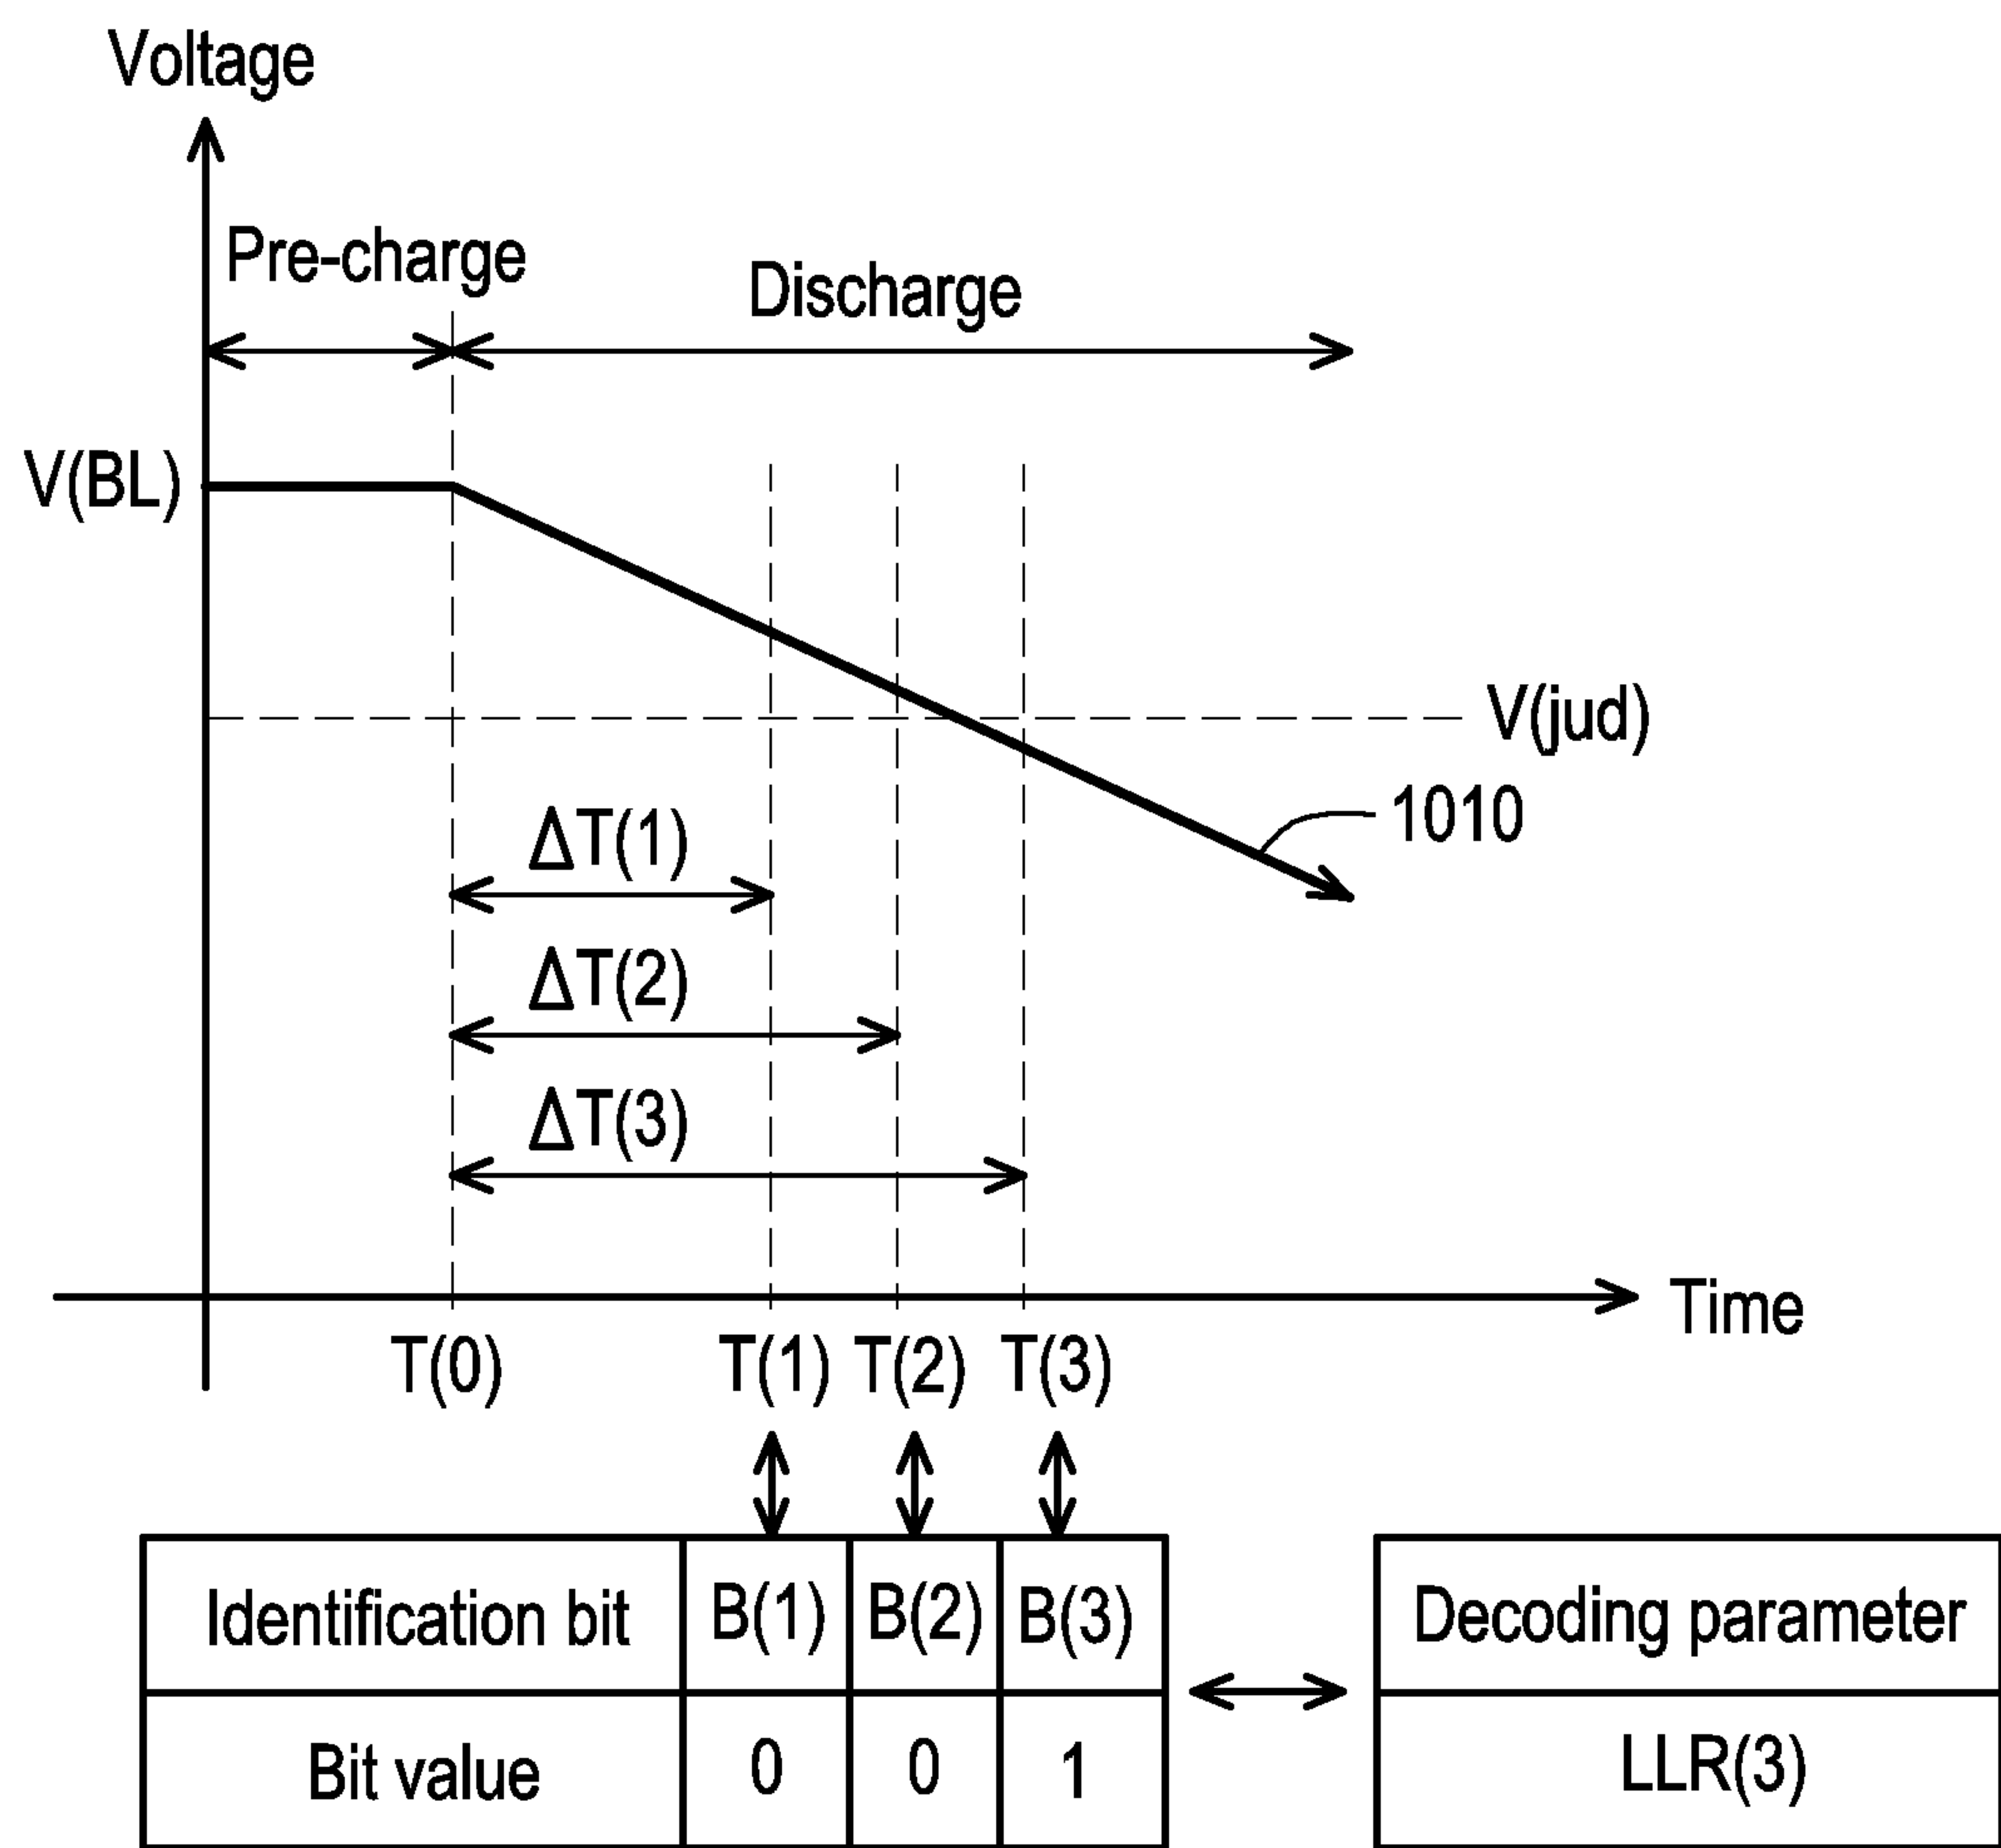 Voltage
Pre-charge
Discharge
V(BL)
V(jud)
1010
ΔT(1)
ΔT(2)
ΔT(3)
Time
T(0) T(1) T(2) T(3)
Identification bit B(1) B(2) B(3) Decoding parameter
Bit value 0 0 1 LLR(3)